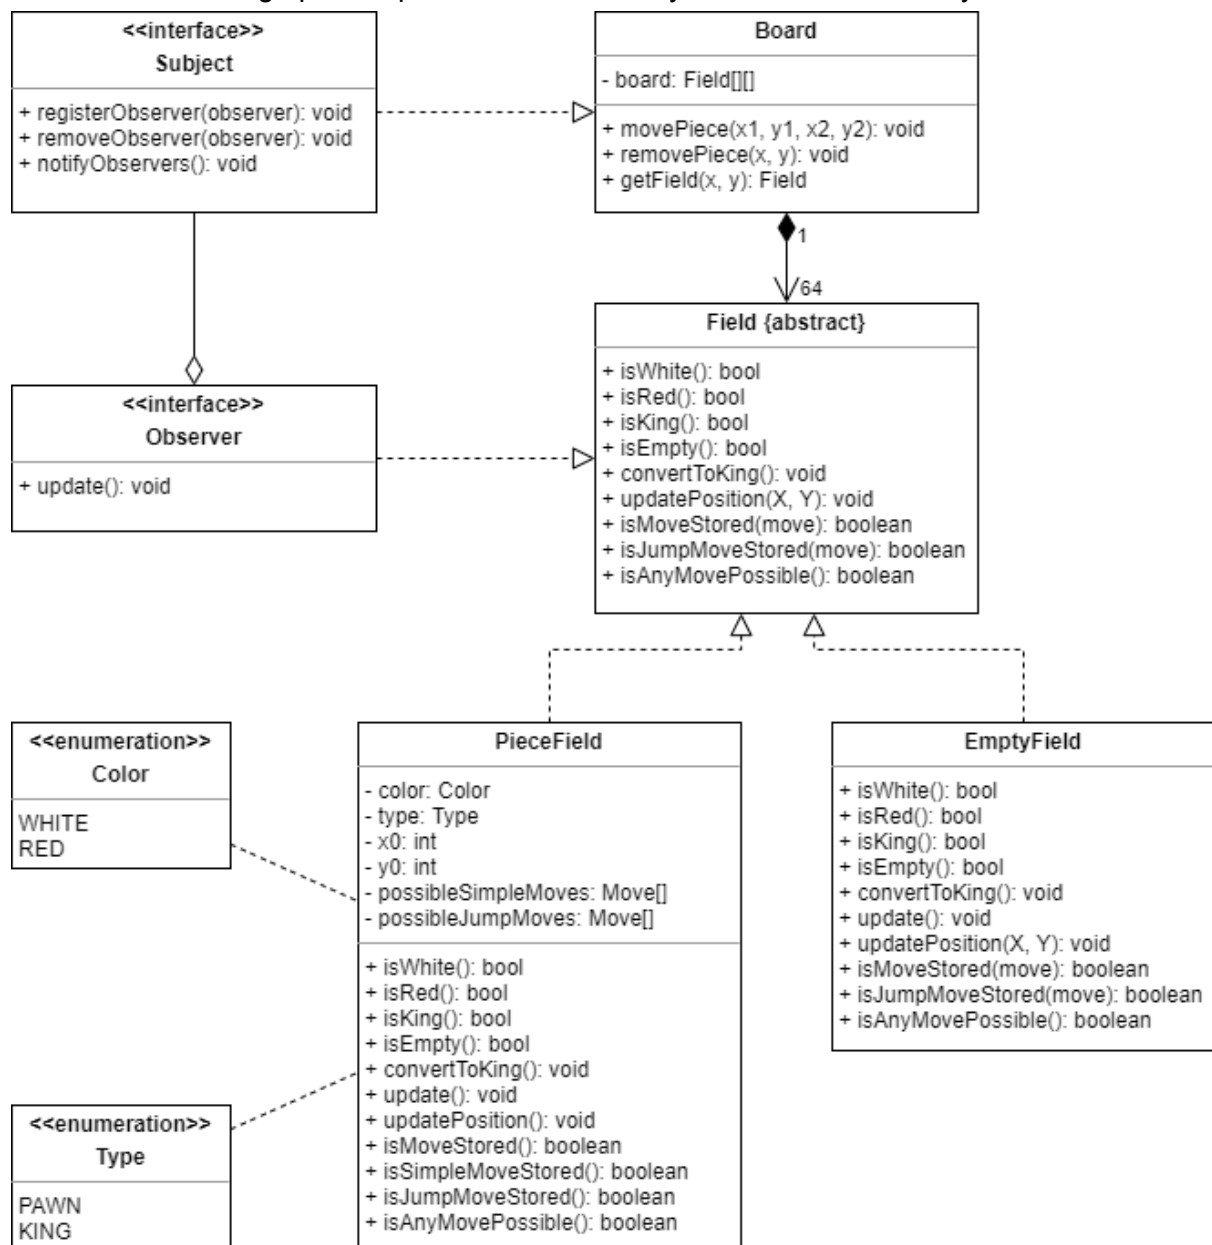 <<interface>>
Subject
+ registerObserver(observer): void
+ removeObserver(observer): void
+ notifyObservers(): void
Board
- board: Field[][]
+ movePiece(x1, y1, x2, y2): void
+ removePiece(x, y): void
+ getField(x, y): Field
1
64
<<interface>>
Observer
+ update(): void
Field {abstract}
+ isWhite(): bool
+ isRed(): bool
+ isKing(): bool
+ isEmpty(): bool
+ convertToKing(): void
+ updatePosition(X, Y): void
+ isMoveStored(move): boolean
+ isJumpMoveStored(move): boolean
+ isAnyMovePossible(): boolean
<<enumeration>>
Color
WHITE
RED
PieceField
- color: Color
- type: Type
- x0: int
- y0: int
- possibleSimpleMoves: Move[]
- possibleJumpMoves: Move[]
+ isWhite(): bool
+ isRed(): bool
+ isKing(): bool
+ isEmpty(): bool
+ convertToKing(): void
+ update(): void
+ updatePosition(): void
+ isMoveStored(): boolean
+ isSimpleMoveStored(): boolean
+ isJumpMoveStored(): boolean
+ isAnyMovePossible(): boolean
EmptyField
+ isWhite(): bool
+ isRed(): bool
+ isKing(): bool
+ isEmpty(): bool
+ convertToKing(): void
+ update(): void
+ updatePosition(X, Y): void
+ isMoveStored(move): boolean
+ isJumpMoveStored(move): boolean
+ isAnyMovePossible(): boolean
<<enumeration>>
Type
PAWN
KING